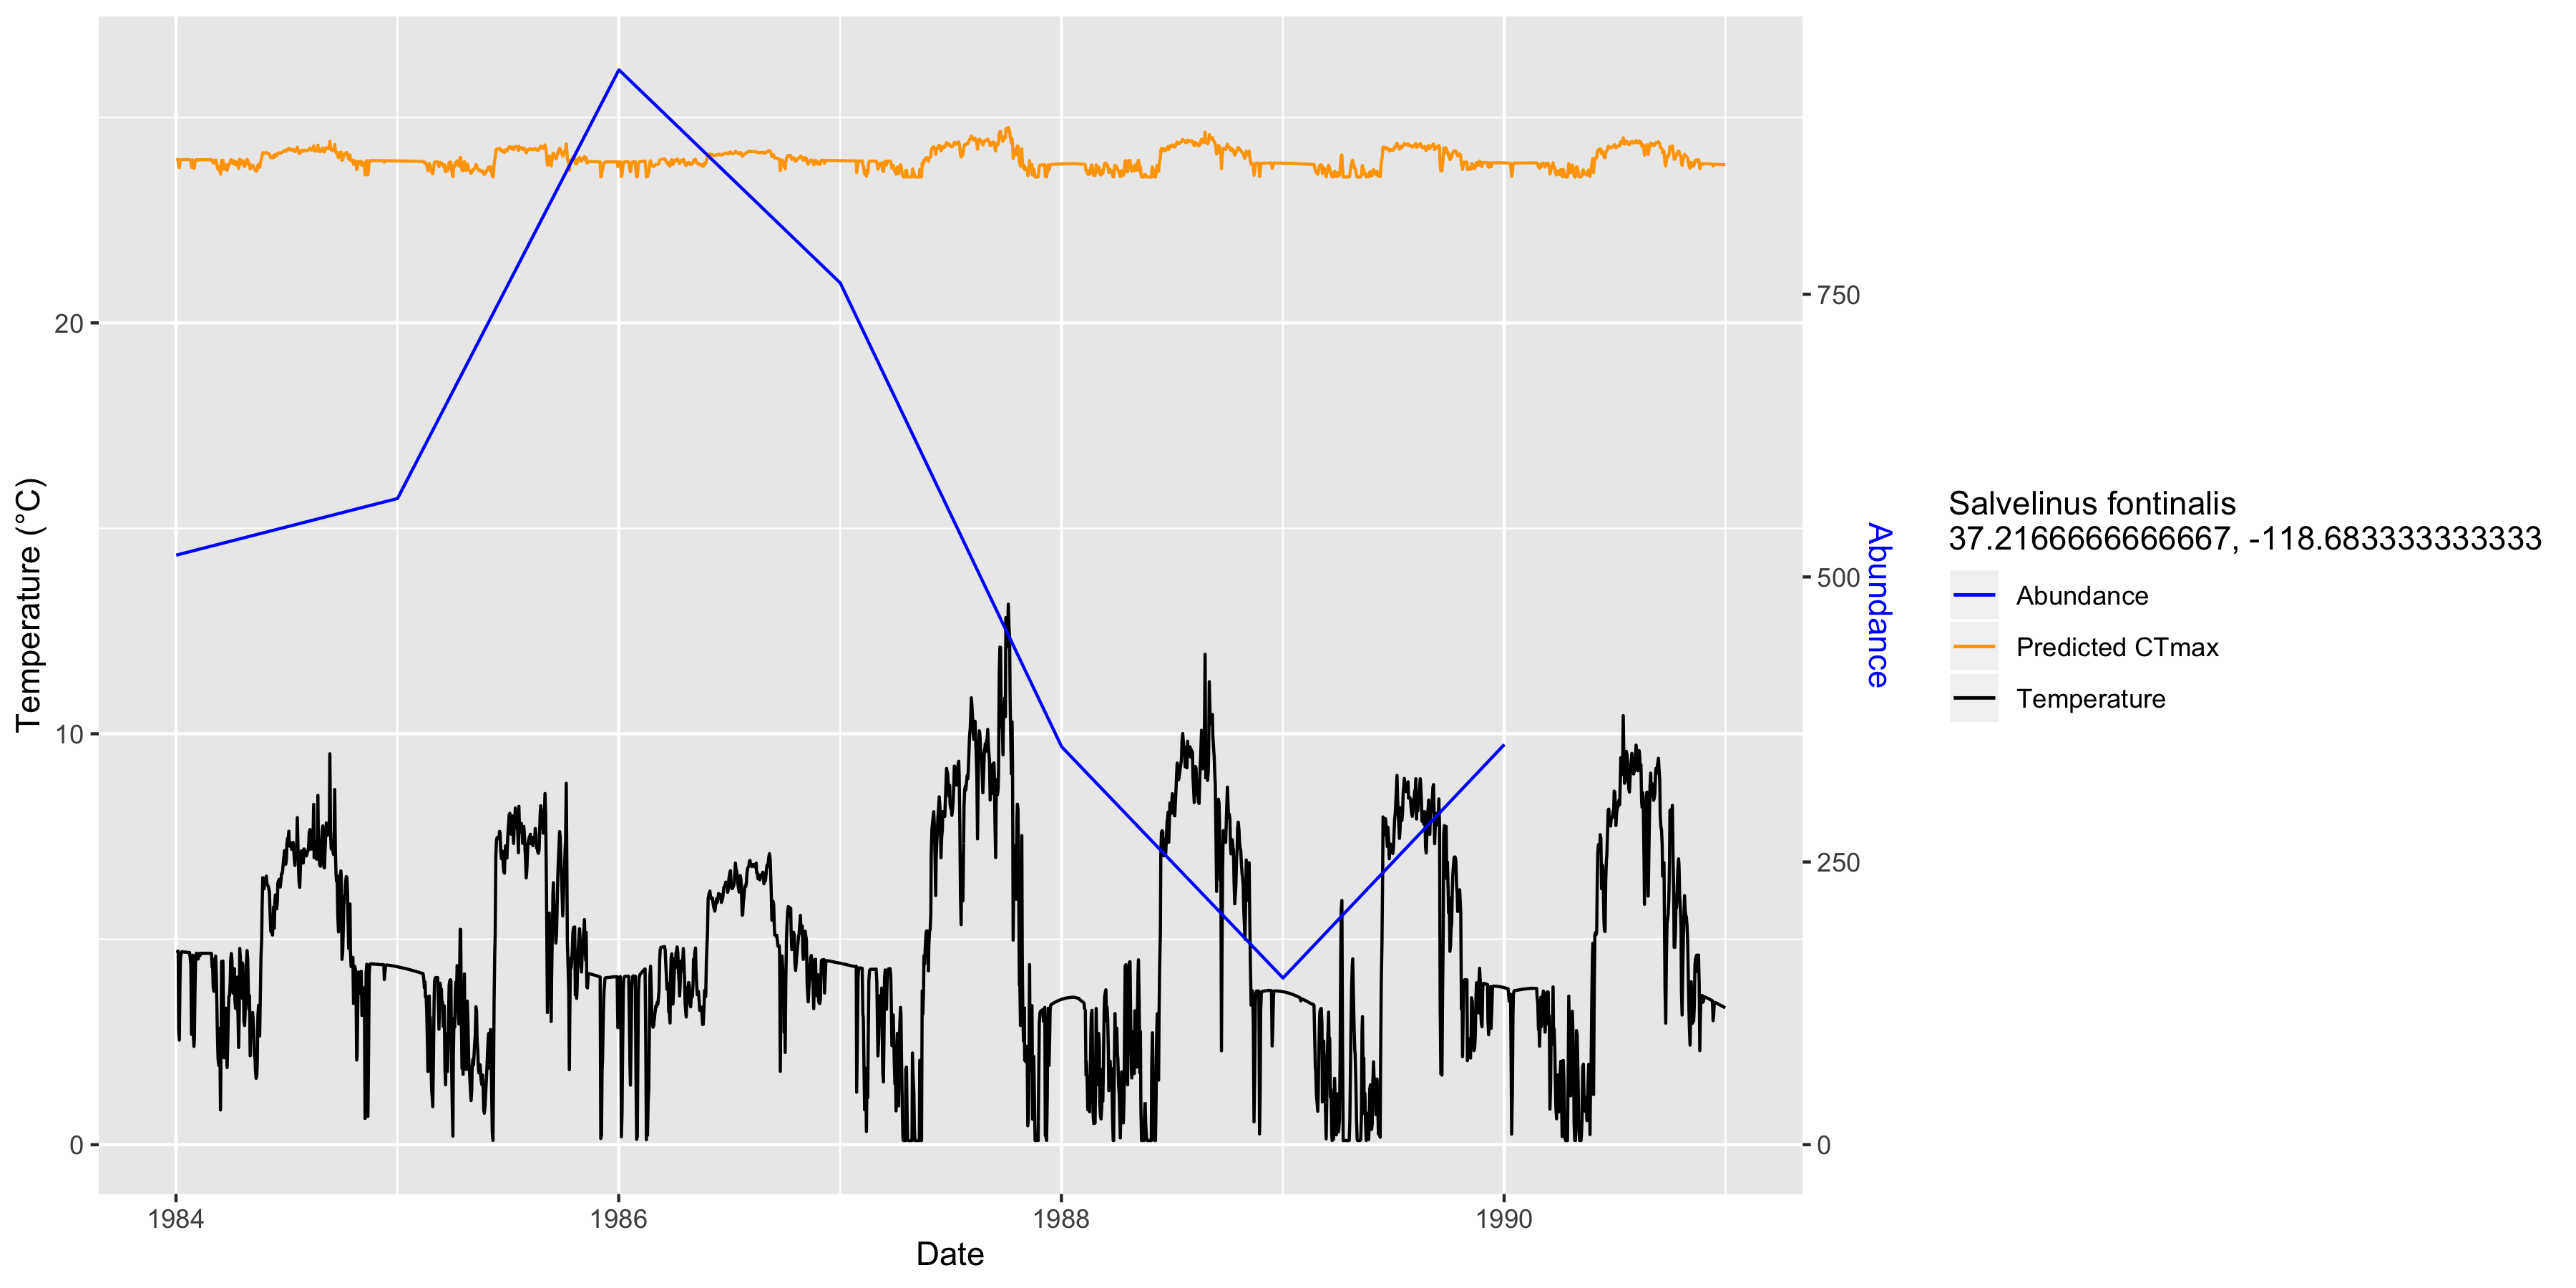 Temperature (°C)
20
10
0
1984
1986
1988
1990
Date
750
500
250
0
Abundance
Salvelinus fontinalis
37.2166666666667, -118.683333333333
Abundance
Predicted CTmax
Temperature